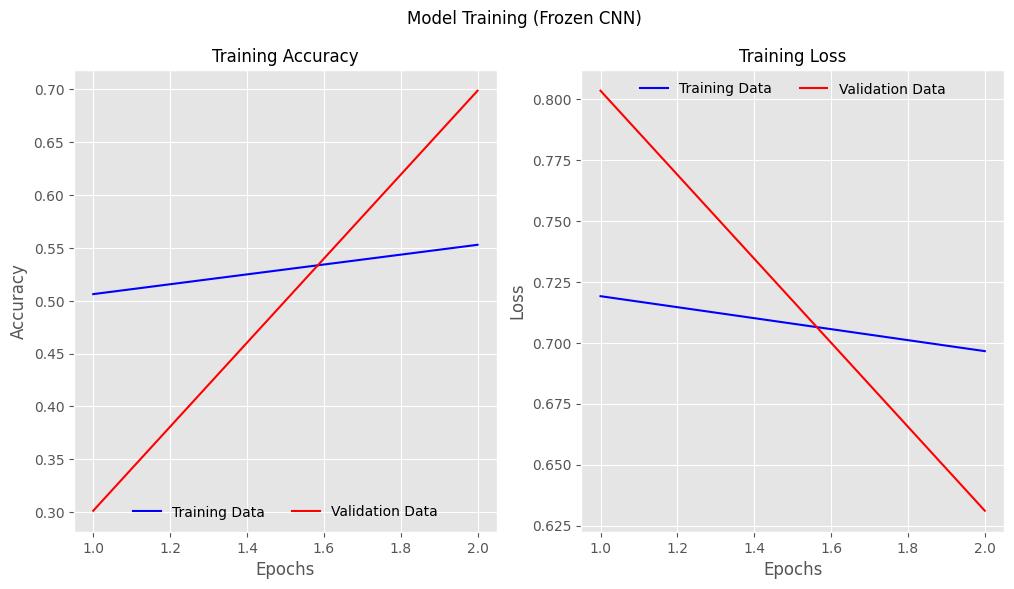 Model Training (Frozen CNN)
Training Accuracy
Accuracy
0.70
0.65
0.60
0.55
0.50
0.45
0.40
0.35
0.30
Training Data
Validation Data
1.0 1.2 1.4 1.6 1.8 2.0
Epochs
Training Loss
Loss
Training Data
Validation Data
0.800
0.775
0.750
0.725
0.700
0.675
0.650
0.625
1.0 1.2 1.4 1.6 1.8 2.0
Epochs